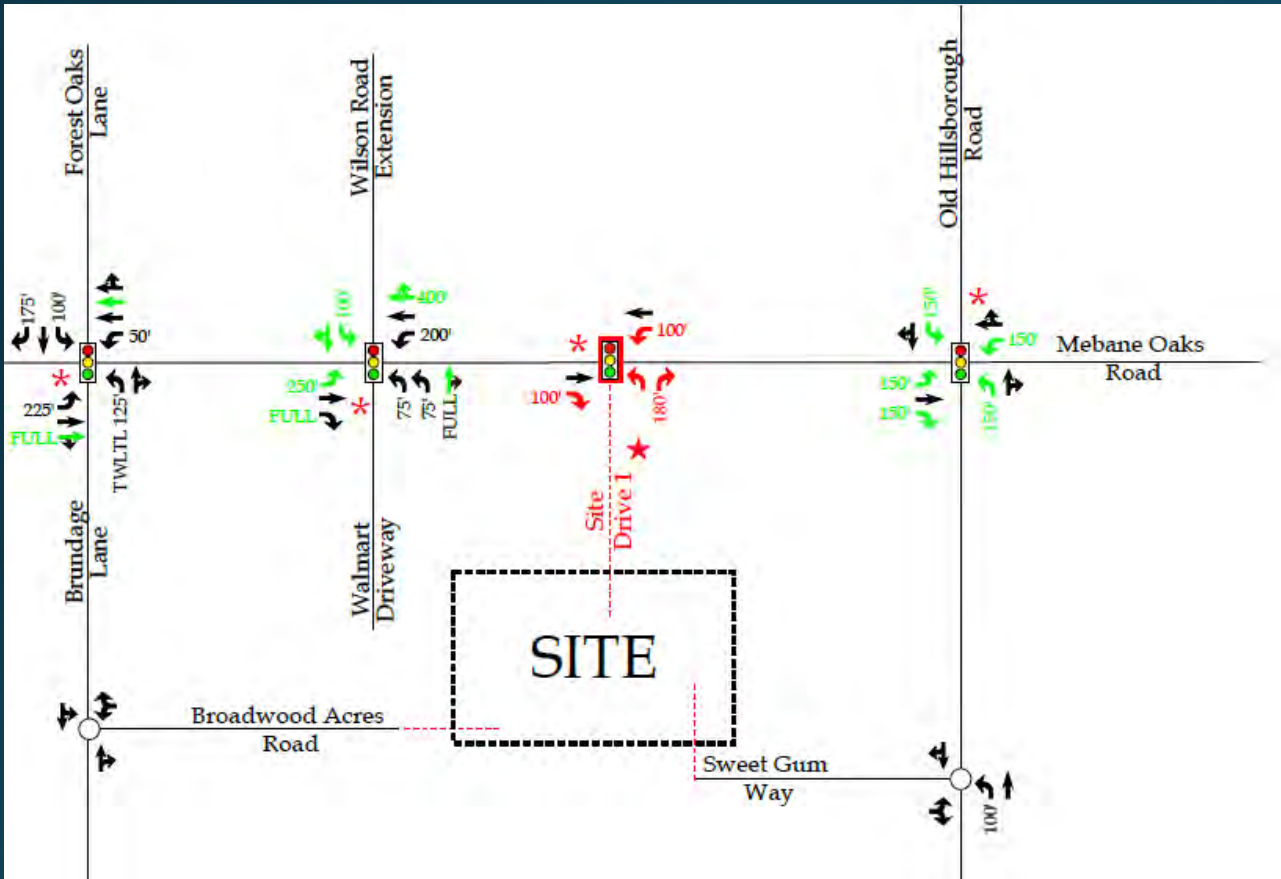 Forest Oaks
Lane
Wilson Road
Extension
Old Hillsborough
Road
175'
100'
50'
225'
FULL
TWLTL 125'
100'
400'
200'
250'
FULL
75'
75'
FULL
100'
100'
180'
150'
150'
150'
150'
150'
Mebane Oaks
Road
Brundage
Lane
Walmart
Driveway
Site
Drive 1
SITE
Broadwood Acres
Road
Sweet Gum
Way
100'